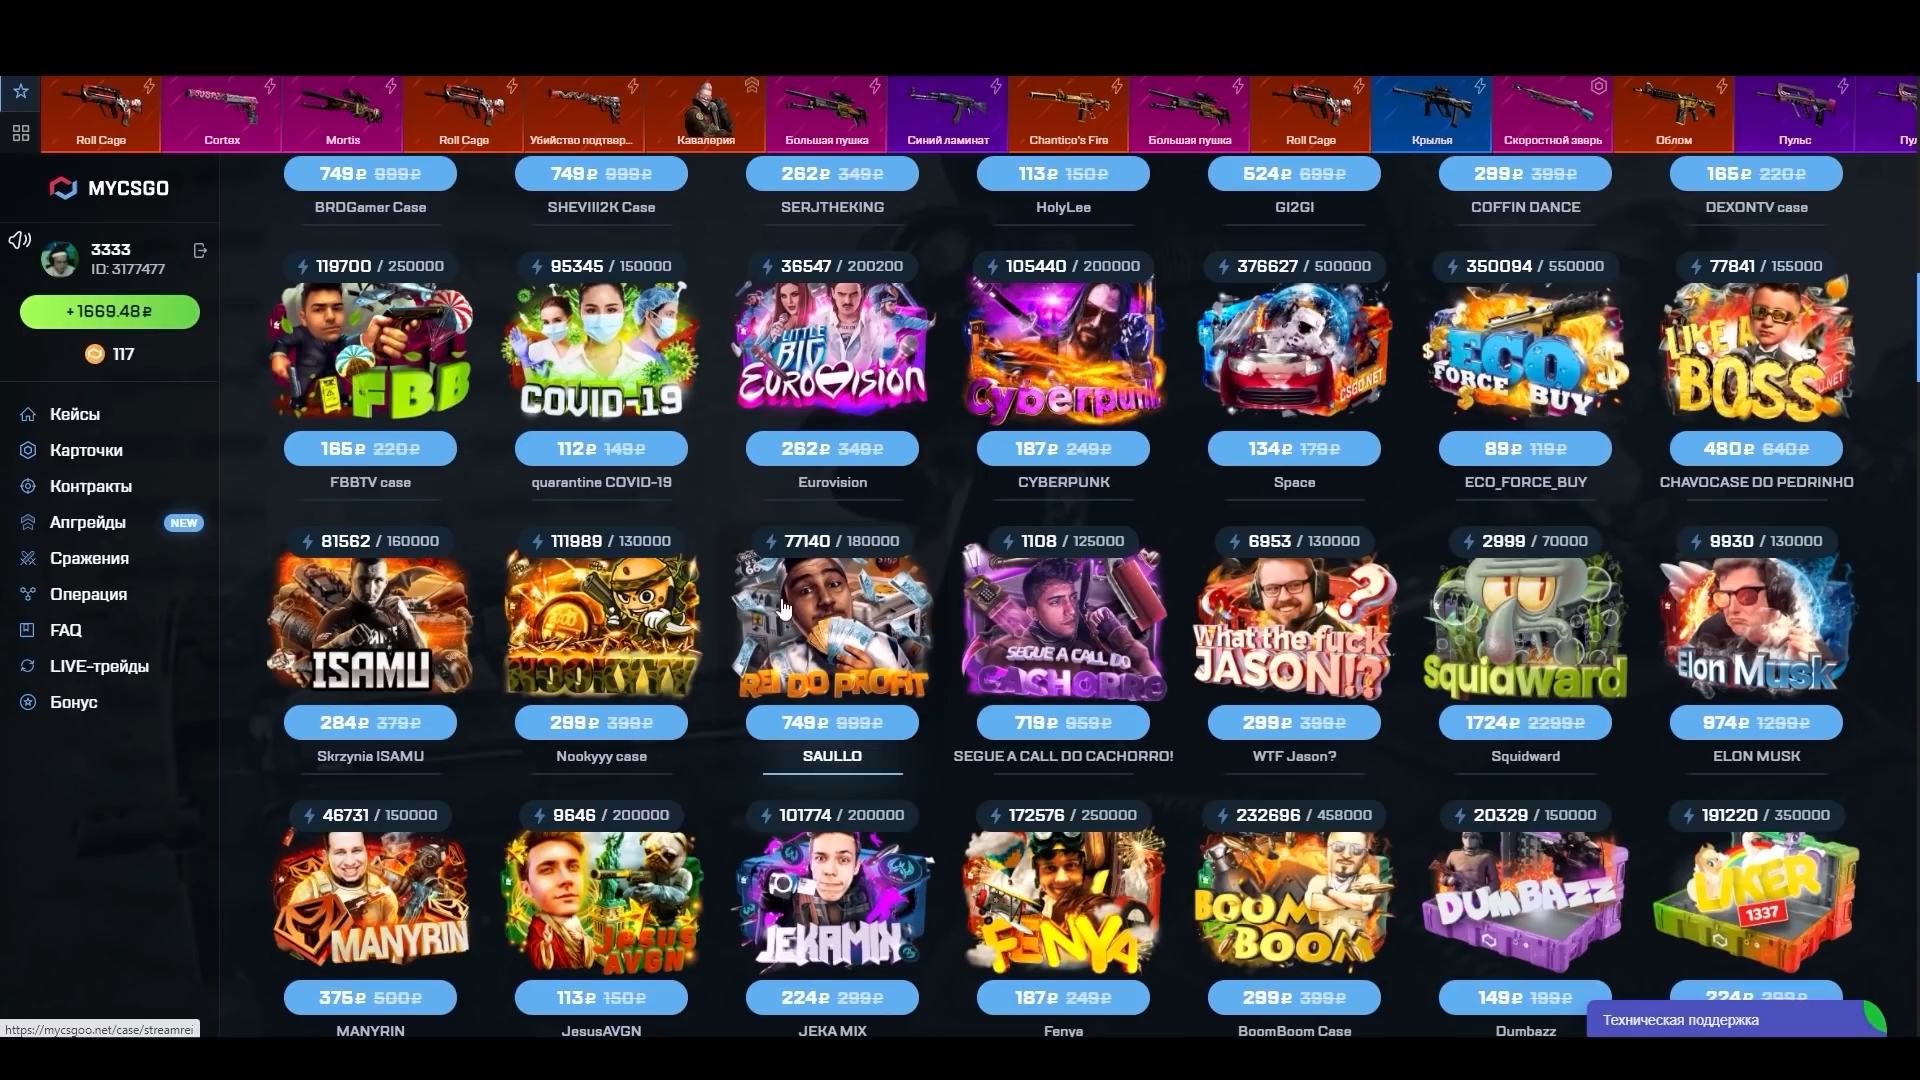 Roll Cage
Cortex
Mortis
Roll Cage
Убийство подтвер...
Кавалерия
Большая пушка
Синий ламинат
Chantico's Fire
Большая пушка
Roll Cage
Крылья
Скоростной зверь
Облом
Пульс
MYCSGO
3333
ID: 3177477
+1669.48₽
117
Кейсы
Карточки
Контракты
Апгрейды NEW
Сражения
Операция
FAQ
LIVE-трейды
Бонус
749₽ 999₽
749₽ 999₽
262₽ 349₽
113₽ 150₽
524₽ 699₽
299₽ 399₽
165₽ 220₽
BRDGamer Case
SHEVIII2K Case
SERJTHEKING
HolyLee
GI2GI
COFFIN DANCE
DEXONTV case
119700 / 250000
95345 / 150000
36547 / 200200
105440 / 200000
376627 / 500000
350094 / 550000
77841 / 155000
FBB
COVID-19
LITTLE
BIG
EUROVISION
Cyberpunk
CSGO.NET
ECO
FORCE BUY
LIKE A
BOSS
165₽ 220₽
112₽ 149₽
262₽ 349₽
187₽ 249₽
134₽ 179₽
89₽ 119₽
480₽ 640₽
FBBTV case
quarantine COVID-19
Eurovision
CYBERPUNK
Space
ECO_FORCE_BUY
CHAVOCASE DO PEDRINHO
81562 / 160000
111989 / 130000
77140 / 180000
1108 / 125000
6953 / 130000
2999 / 70000
9930 / 130000
ISAMU
NOOKYYY
REI DO PROFIT
SEGUE A CALL DO
CACHORRO
What the fuck
JASON!?
Squidward
Elon Musk
284₽ 379₽
299₽ 399₽
749₽ 999₽
719₽ 959₽
299₽ 399₽
1724₽ 2299₽
974₽ 1299₽
Skrzynia ISAMU
Nookyyy case
SAULLO
SEGUE A CALL DO CACHORRO!
WTF Jason?
Squidward
ELON MUSK
46731 / 150000
9646 / 200000
101774 / 200000
172576 / 250000
232696 / 458000
20329 / 150000
191220 / 350000
MANYRIN
JESUS
AVGN
JEKAMIX
FENYA
BOOM
BOOM
DUMBAZZ
LIKER
1337
375₽ 500₽
113₽ 150₽
224₽ 299₽
187₽ 249₽
299₽ 399₽
149₽ 199₽
224₽ 299₽
MANYRIN
JesusAVGN
JEKA MIX
Fenya
BoomBoom Case
Dumbazz
https://mycsgoo.net/case/streamrei
Техническая поддержка